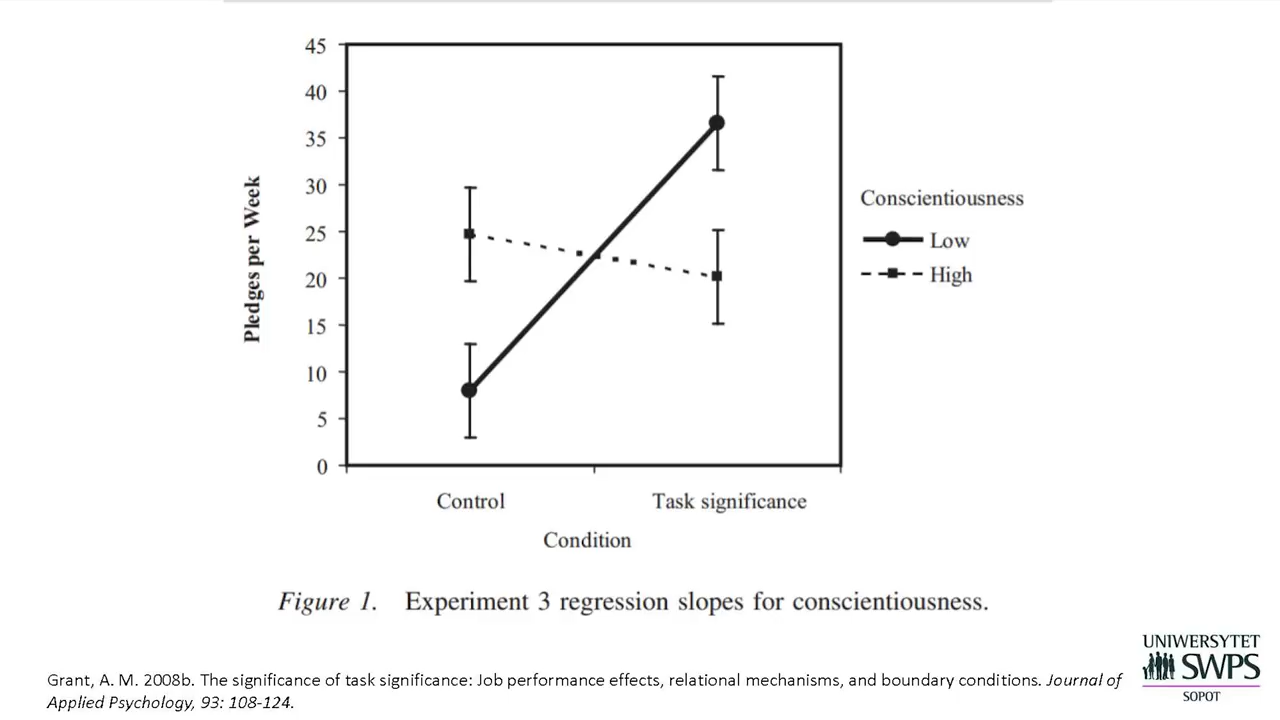 45
40
35
30
25
20
15
10
5
0
Pledges per Week
Control
Task significance
Condition
Conscientiousness
Low
High
Figure 1. Experiment 3 regression slopes for conscientiousness.
Grant, A. M. 2008b. The significance of task significance: Job performance effects, relational mechanisms, and boundary conditions. Journal of
Applied Psychology, 93: 108-124.
UNIWERSYTET
SWPS
SOPOT